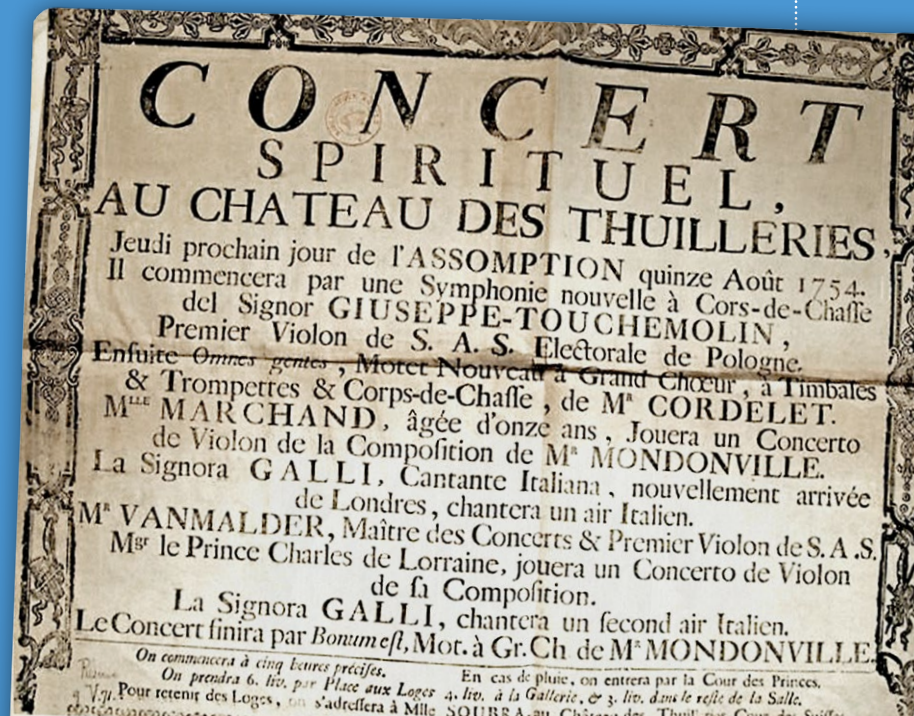 CONCERT
SPIRITUEL,
AU CHATEAU DES THUILLERIES,
Jeudi prochain jour de l'ASSOMPTION quinze Août 1754.
Il commencera par une Symphonie nouvelle à Cors-de-Chaſſe
del Signor GIUSEPPE-TOUCHEMOLIN,
Premier Violon de S. A. S. Electorale de Pologne.
Enſuite Omnes gentes, Motet Nouveau à Grand Chœur, à Timbales
& Trompettes & Corps-de-Chaſſe, de Mʳ CORDELET.
Mˡˡᵉ MARCHAND, âgée d'onze ans, Jouera un Concerto
de Violon de la Compoſition de Mʳ MONDONVILLE.
La Signora GALLI, Cantante Italiana, nouvellement arrivée
de Londres, chantera un air Italien.
Mʳ VANMALDER, Maître des Concerts & Premier Violon de S.A.S.
Mgʳ le Prince Charles de Lorraine, jouera un Concerto de Violon
de ſa Compoſition.
La Signora GALLI, chantera un ſecond air Italien.
Le Concert finira par Bonum eſt, Mot. à Gr. Ch de Mʳ MONDONVILLE.
On commencera à cinq heures préciſes. En cas de pluie, on entrera par la Cour des Princes.
On prendra 6. liv. par Place aux Loges 4. liv. à la Gallerie, & 3. liv. dans le reſte de la Salle.
Pour retenir des Loges, on s'adreſſera à Mlle